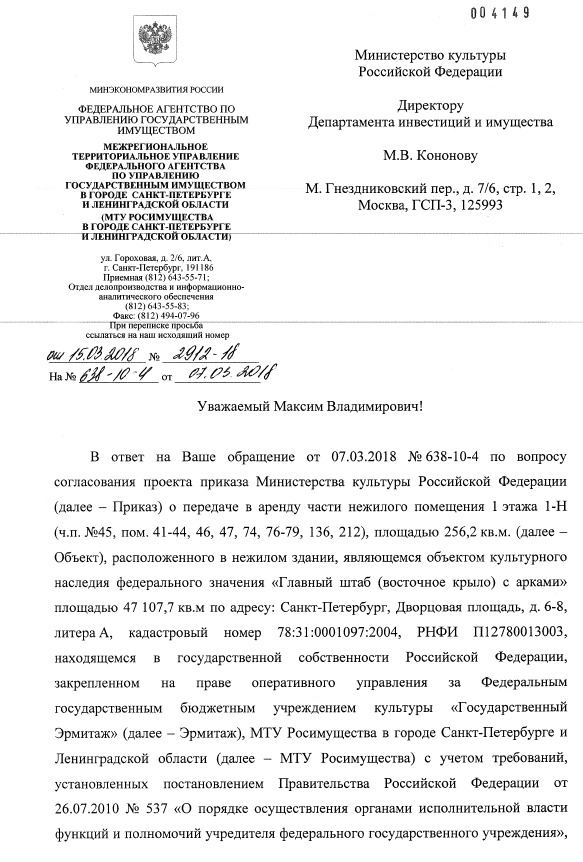 004149
МИНЭКОНОМРАЗВИТИЯ РОССИИ
ФЕДЕРАЛЬНОЕ АГЕНТСТВО ПО
УПРАВЛЕНИЮ ГОСУДАРСТВЕННЫМ
ИМУЩЕСТВОМ
МЕЖРЕГИОНАЛЬНОЕ
ТЕРРИТОРИАЛЬНОЕ УПРАВЛЕНИЕ
ФЕДЕРАЛЬНОГО АГЕНТСТВА
ПО УПРАВЛЕНИЮ
ГОСУДАРСТВЕННЫМ ИМУЩЕСТВОМ
В ГОРОДЕ САНКТ-ПЕТЕРБУРГЕ
И ЛЕНИНГРАДСКОЙ ОБЛАСТИ
(МТУ РОСИМУЩЕСТВА
В ГОРОДЕ САНКТ-ПЕТЕРБУРГЕ
И ЛЕНИНГРАДСКОЙ ОБЛАСТИ)
ул. Гороховая, д. 2/6, лит.А,
г. Санкт-Петербург, 191186
Приемная (812) 643-55-71;
Отдел делопроизводства и информационно-
аналитического обеспечения
(812) 643-55-83;
Факс: (812) 494-07-96
При переписке просьба
ссылаться на наш исходящий номер
от 15.03.2018 № 2912-18
На № 638-10-4 от 07.03.2018
Министерство культуры
Российской Федерации
Директору
Департамента инвестиций и имущества
М.В. Кононову
М. Гнездниковский пер., д. 7/6, стр. 1, 2,
Москва, ГСП-3, 125993
Уважаемый Максим Владимирович!
В ответ на Ваше обращение от 07.03.2018 № 638-10-4 по вопросу
согласования проекта приказа Министерства культуры Российской Федерации
(далее – Приказ) о передаче в аренду части нежилого помещения 1 этажа 1-Н
(ч.п. №45, пом. 41-44, 46, 47, 74, 76-79, 136, 212), площадью 256,2 кв.м. (далее –
Объект), расположенного в нежилом здании, являющемся объектом культурного
наследия федерального значения «Главный штаб (восточное крыло) с арками»
площадью 47 107,7 кв.м по адресу: Санкт-Петербург, Дворцовая площадь, д. 6-8,
литера А, кадастровый номер 78:31:0001097:2004, РНФИ П12780013003,
находящемся в государственной собственности Российской Федерации,
закрепленном на праве оперативного управления за Федеральным
государственным бюджетным учреждением культуры «Государственный
Эрмитаж» (далее – Эрмитаж), МТУ Росимущества в городе Санкт-Петербурге и
Ленинградской области (далее – МТУ Росимущества) с учетом требований,
установленных постановлением Правительства Российской Федерации от
26.07.2010 № 537 «О порядке осуществления органами исполнительной власти
функций и полномочий учредителя федерального государственного учреждения»,